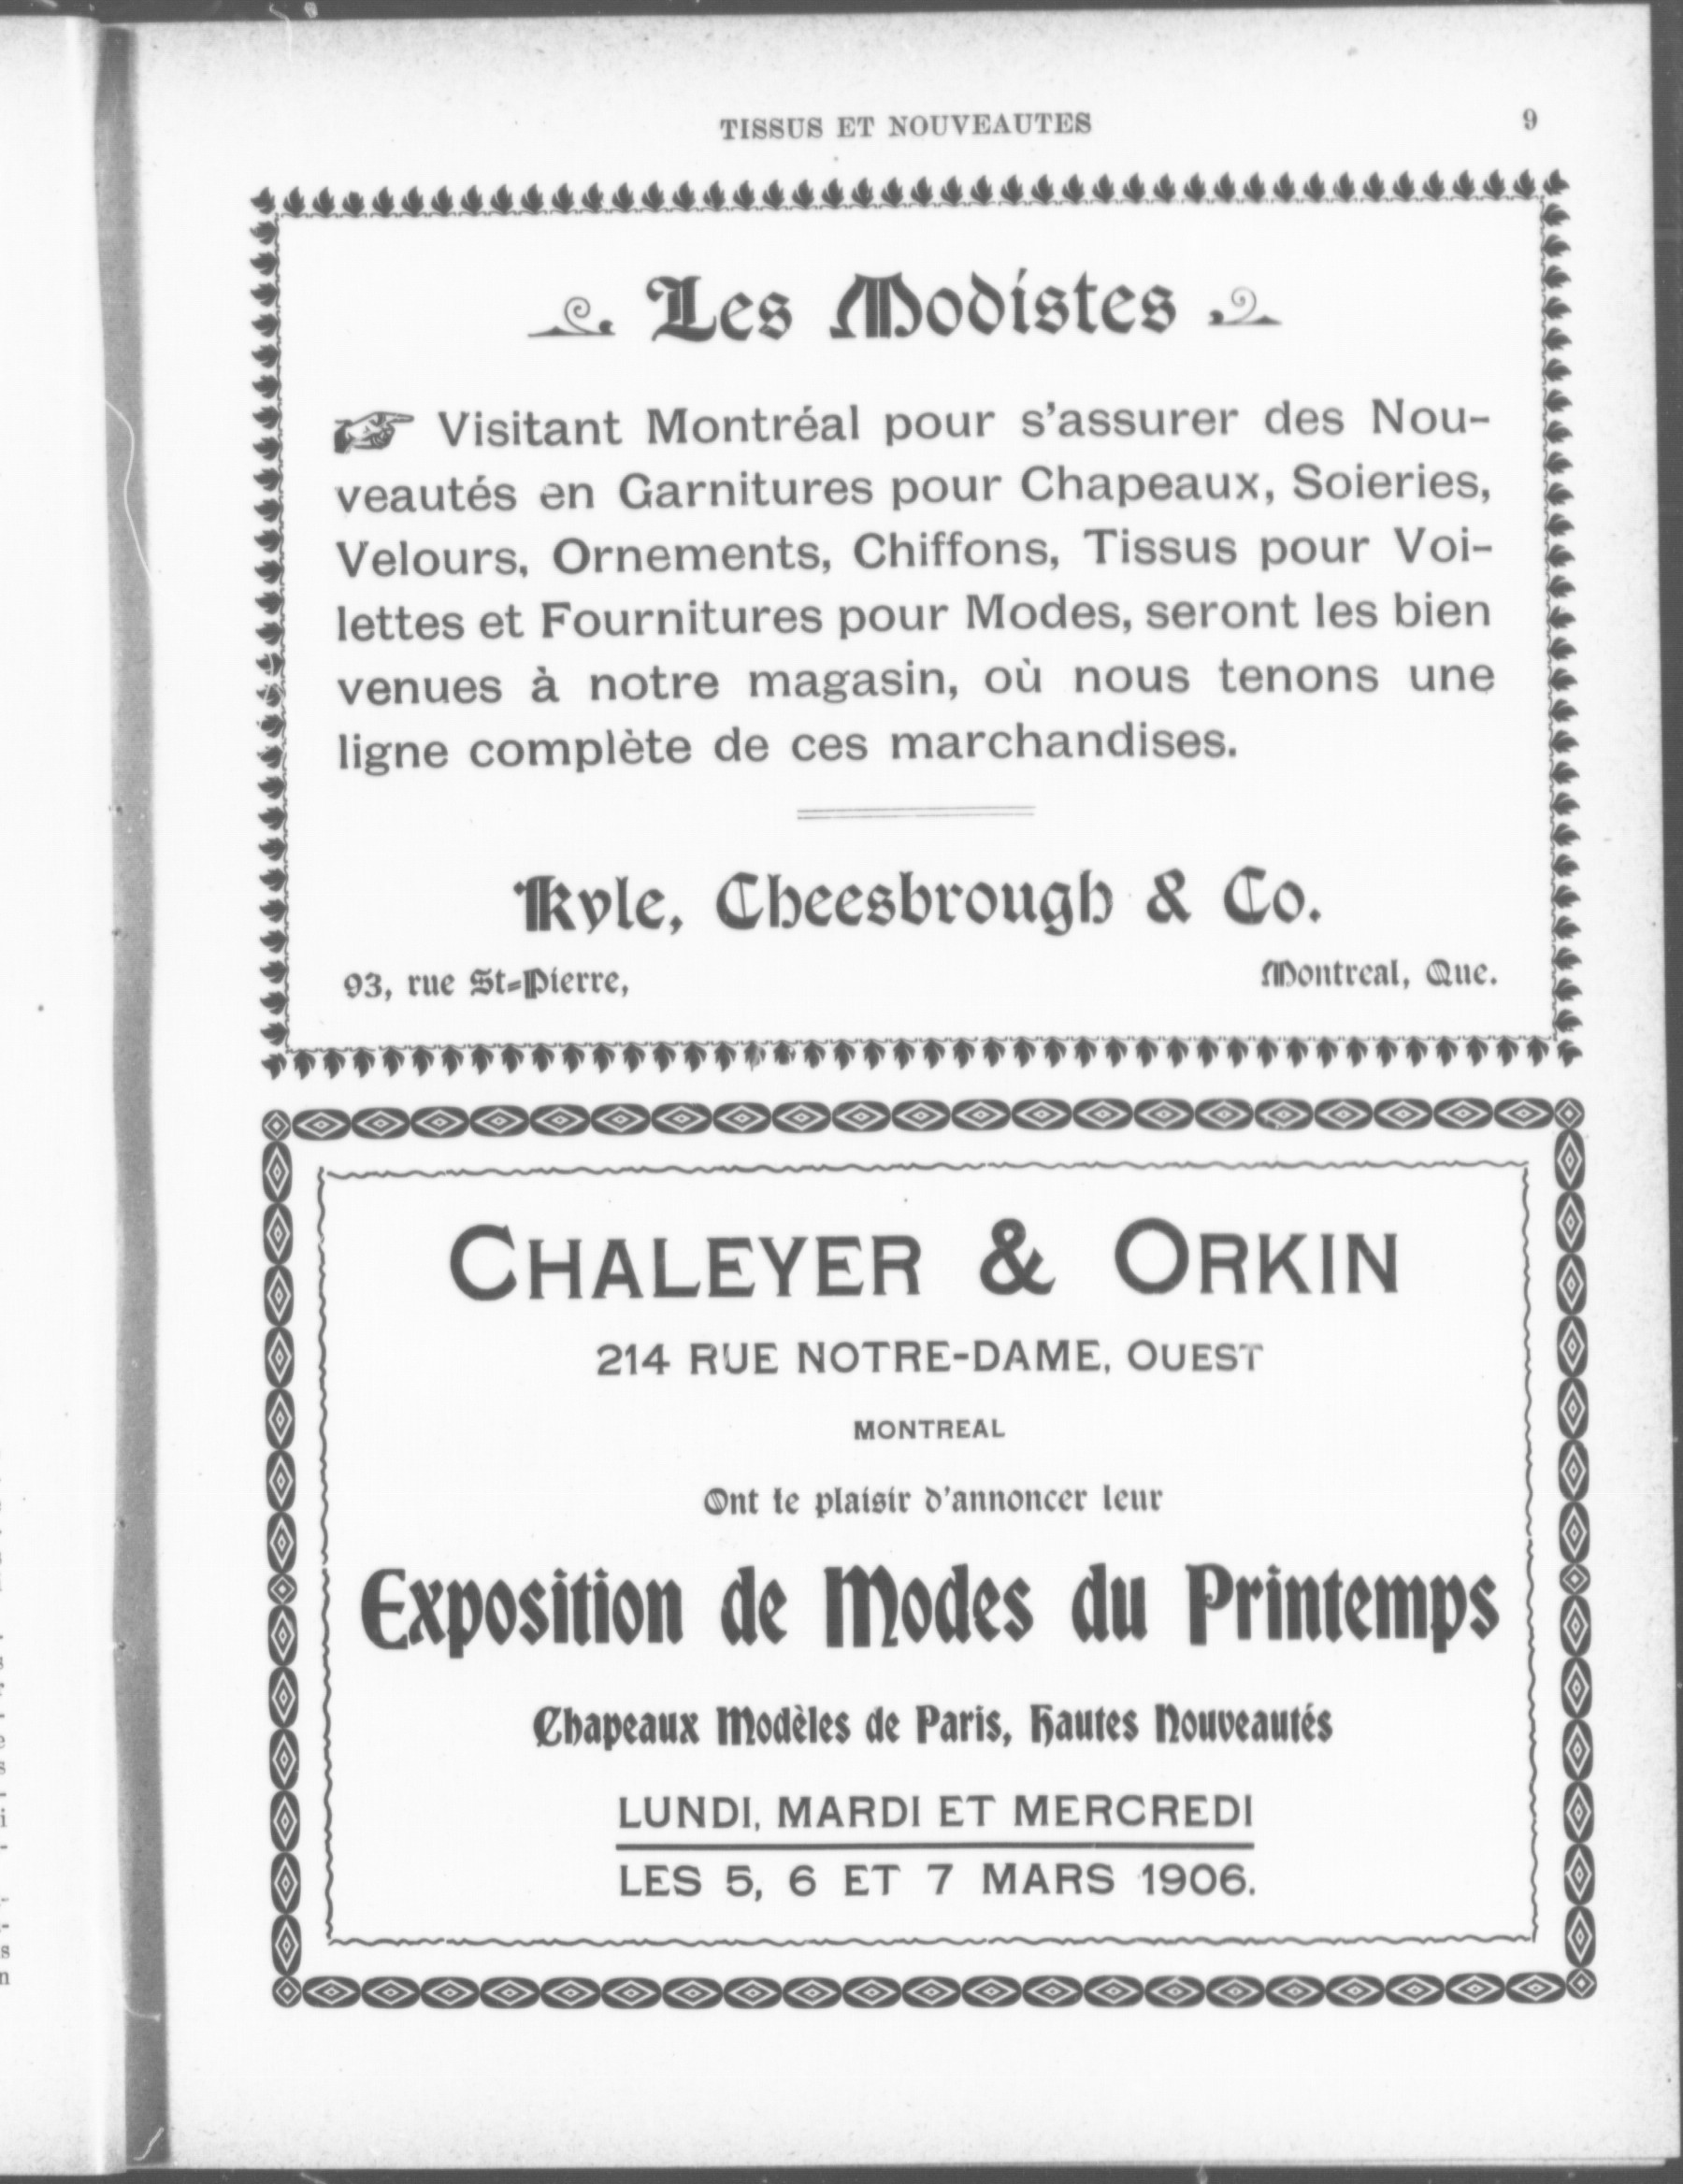 TISSUS ET NOUVEAUTES 9
Les Modistes
Visitant Montréal pour s'assurer des Nou-
veautés en Garnitures pour Chapeaux, Soieries,
Velours, Ornements, Chiffons, Tissus pour Voi-
lettes et Fournitures pour Modes, seront les bien
venues à notre magasin, où nous tenons une
ligne complète de ces marchandises.
Kyle, Cheesbrough & Co.
93, rue St-Pierre, Montreal, Que.
CHALEYER & ORKIN
214 RUE NOTRE-DAME, OUEST
MONTREAL
Ont le plaisir d'annoncer leur
Exposition de Modes du Printemps
Chapeaux Modèles de Paris, Hautes Nouveautés
LUNDI, MARDI ET MERCREDI
LES 5, 6 ET 7 MARS 1906.